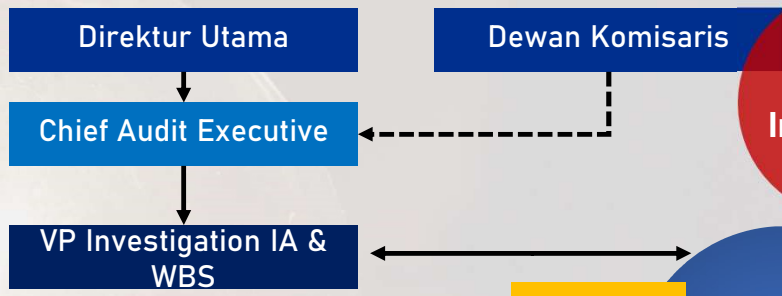 Direktur Utama
Dewan Komisaris
Chief Audit Executive
VP Investigation IA &
WBS